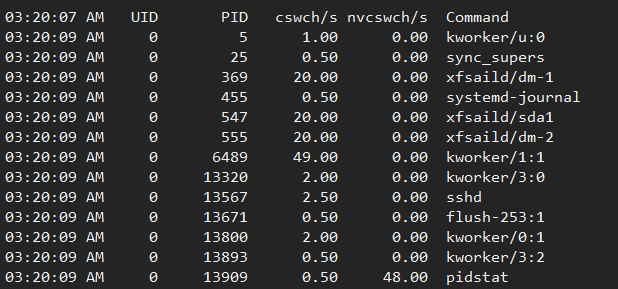 03:20:07 AM   UID       PID   cswch/s nvcswch/s  Command
03:20:09 AM     0         5      1.00      0.00  kworker/u:0
03:20:09 AM     0        25      0.50      0.00  sync_supers
03:20:09 AM     0       369     20.00      0.00  xfsaild/dm-1
03:20:09 AM     0       455      0.50      0.00  systemd-journal
03:20:09 AM     0       547     20.00      0.00  xfsaild/sda1
03:20:09 AM     0       555     20.00      0.00  xfsaild/dm-2
03:20:09 AM     0      6489     49.00      0.00  kworker/1:1
03:20:09 AM     0     13320      2.00      0.00  kworker/3:0
03:20:09 AM     0     13567      2.50      0.00  sshd
03:20:09 AM     0     13671      0.50      0.00  flush-253:1
03:20:09 AM     0     13800      2.00      0.00  kworker/0:1
03:20:09 AM     0     13893      0.50      0.00  kworker/3:2
03:20:09 AM     0     13909      0.50     48.00  pidstat